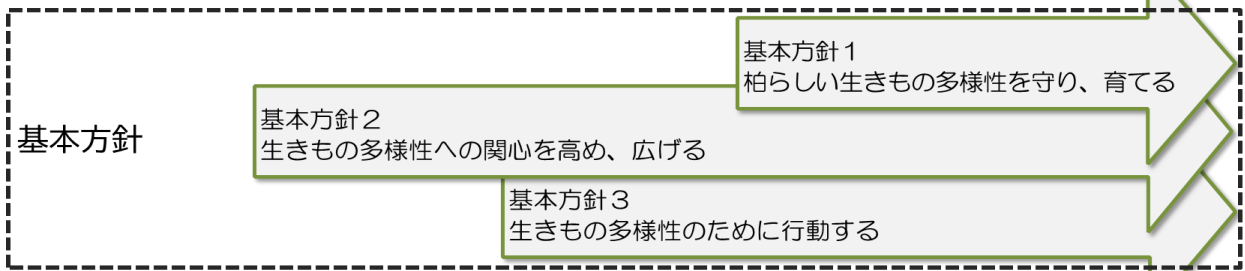 基本方針
基本方針１
柏らしい生きもの多様性を守り、育てる
基本方針２
生きもの多様性への関心を高め、広げる
基本方針３
生きもの多様性のために行動する